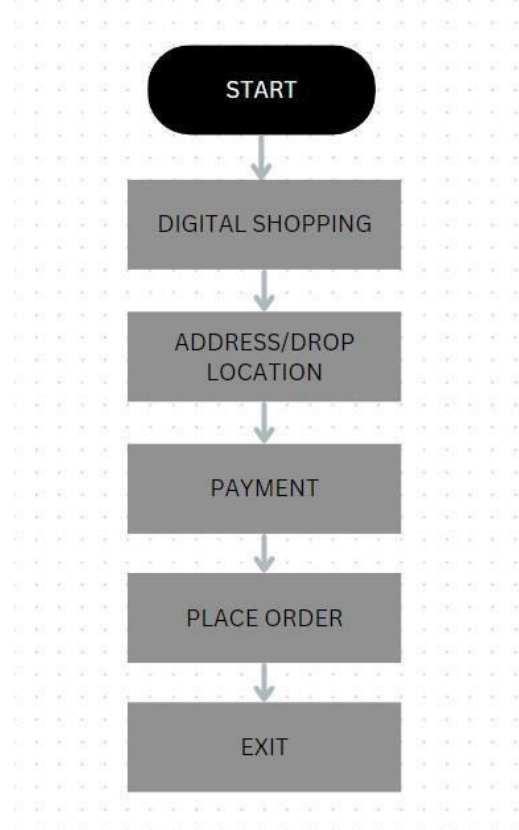 START
DIGITAL SHOPPING
ADDRESS/DROP
LOCATION
PAYMENT
PLACE ORDER
EXIT